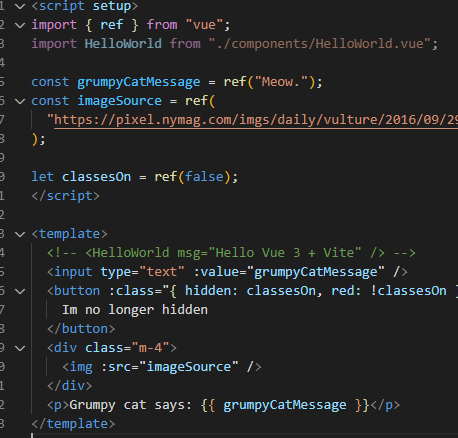 <script setup>
import { ref } from "vue";
import HelloWorld from "./components/HelloWorld.vue";
const grumpyCatMessage = ref("Meow.");
const imageSource = ref(
"https://pixel.nymag.com/imgs/daily/vulture/2016/09/29
);
let classesOn = ref(false);
</script>
<template>
<!-- <HelloWorld msg="Hello Vue 3 + Vite" /> -->
<input type="text" :value="grumpyCatMessage" />
<button :class="{ hidden: classesOn, red: !classesOn }
Im no longer hidden
</button>
<div class="m-4">
<img :src="imageSource" />
</div>
<p>Grumpy cat says: {{ grumpyCatMessage }}</p>
</template>